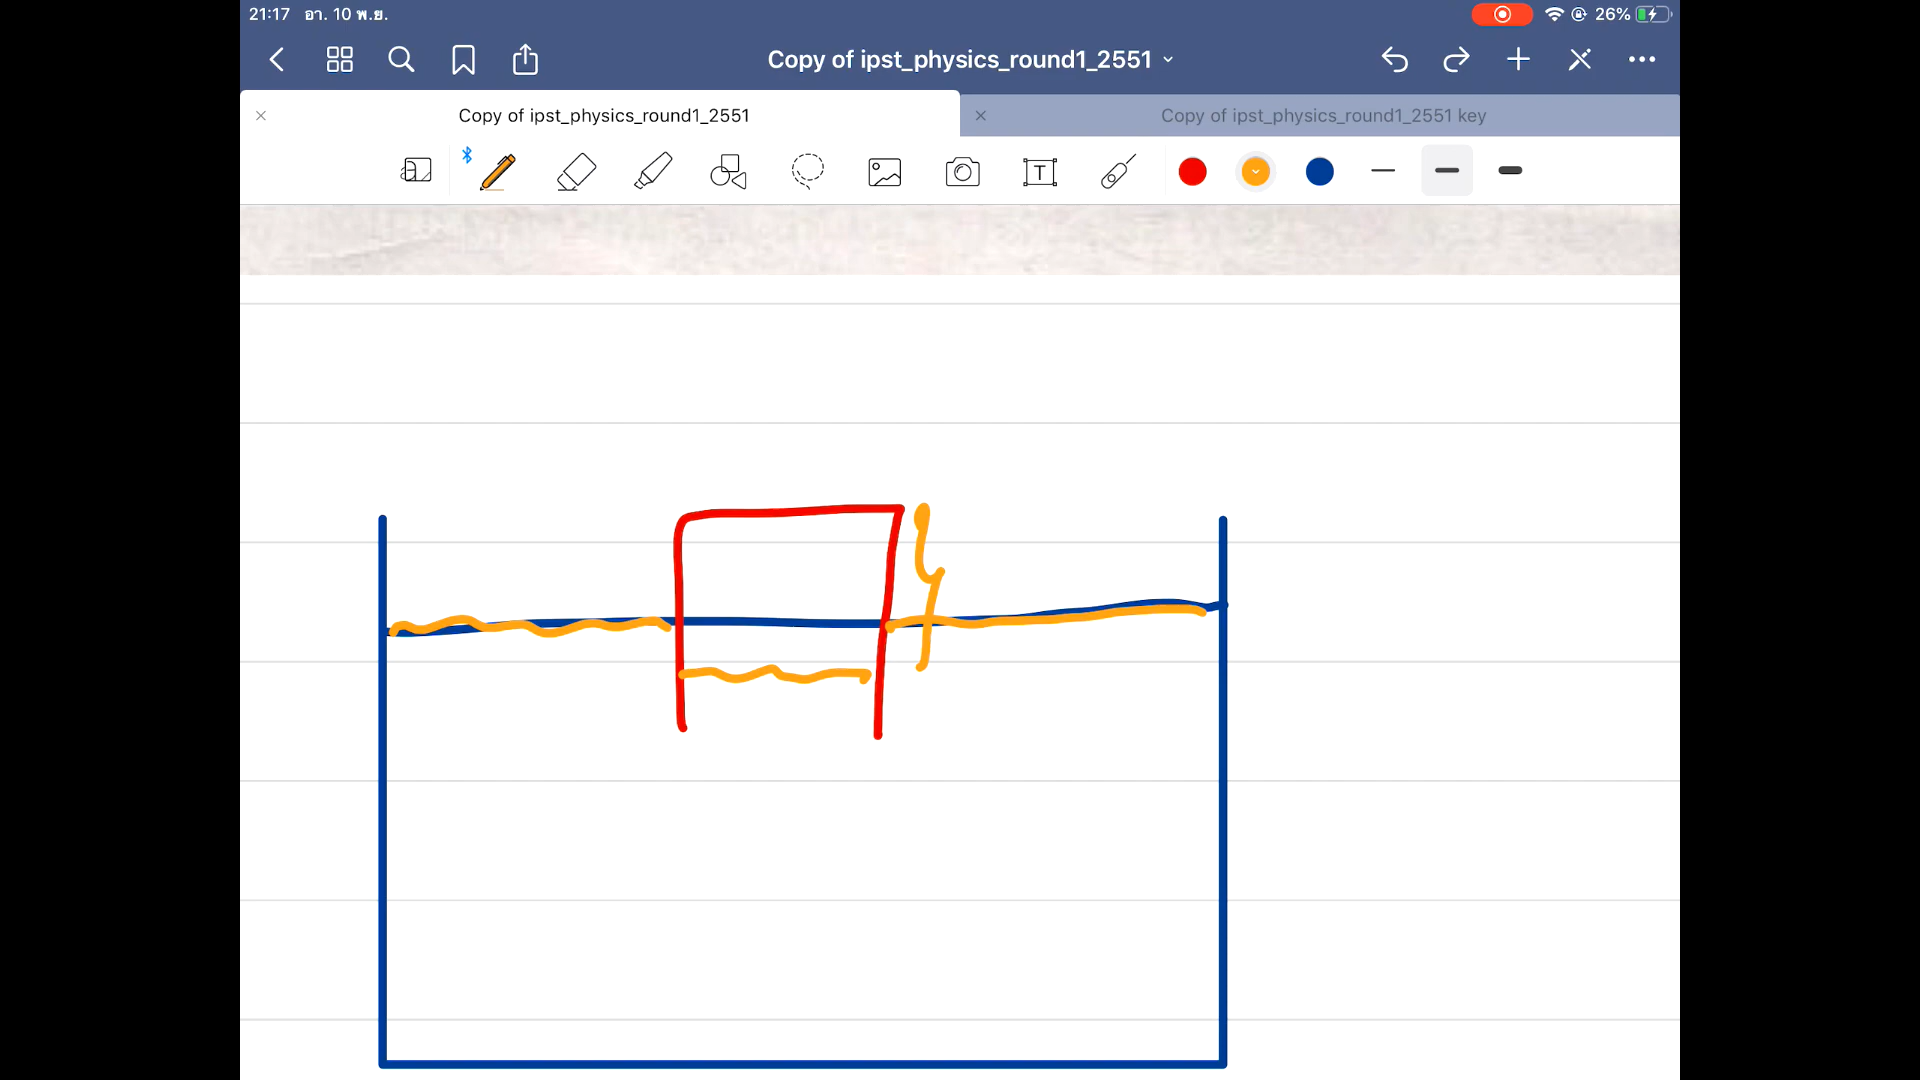 21:17 อา. 10 พ.ย.
26%
Copy of ipst_physics_round1_2551
Copy of ipst_physics_round1_2551
Copy of ipst_physics_round1_2551 key